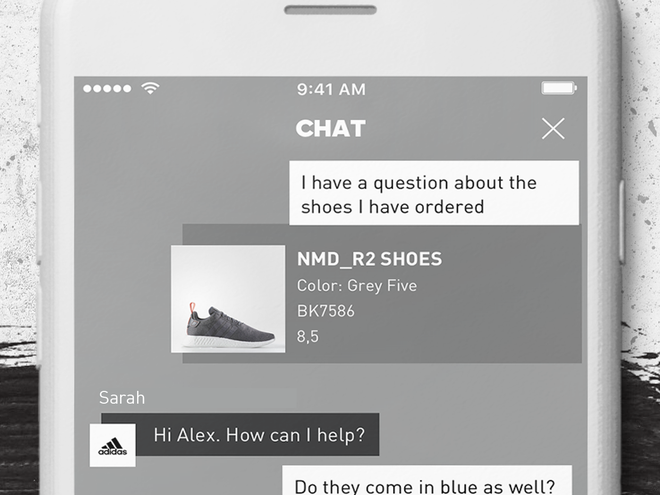 9:41 AM
CHAT
I have a question about the
shoes I have ordered
NMD_R2 SHOES
Color: Grey Five
BK7586
8,5
Sarah
Hi Alex. How can I help?
adidas
Do they come in blue as well?